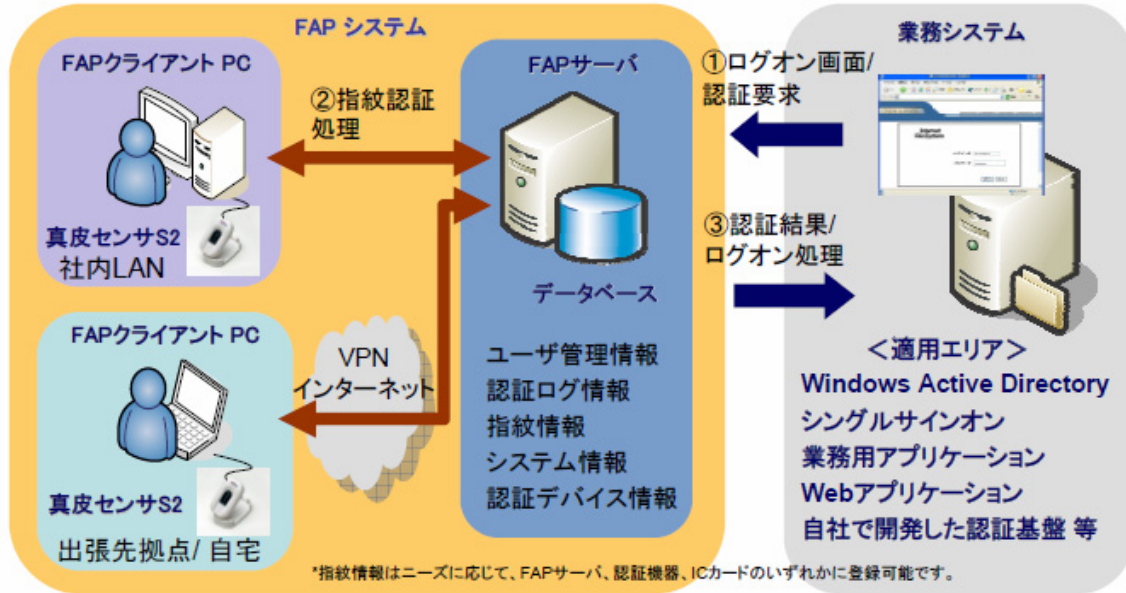 FAP システム
FAPクライアント PC
真皮センサS2
社内LAN
②指紋認証
処理
FAPサーバ
データベース
ユーザ管理情報
認証ログ情報
指紋情報
システム情報
認証デバイス情報
FAPクライアント PC
真皮センサS2
出張先拠点/ 自宅
VPN
インターネット
①ログオン画面/
認証要求
③認証結果/
ログオン処理
業務システム
＜適用エリア＞
Windows Active Directory
シングルサインオン
業務用アプリケーション
Webアプリケーション
自社で開発した認証基盤 等
*指紋情報はニーズに応じて、FAPサーバ、認証機器、ICカードのいずれかに登録可能です。